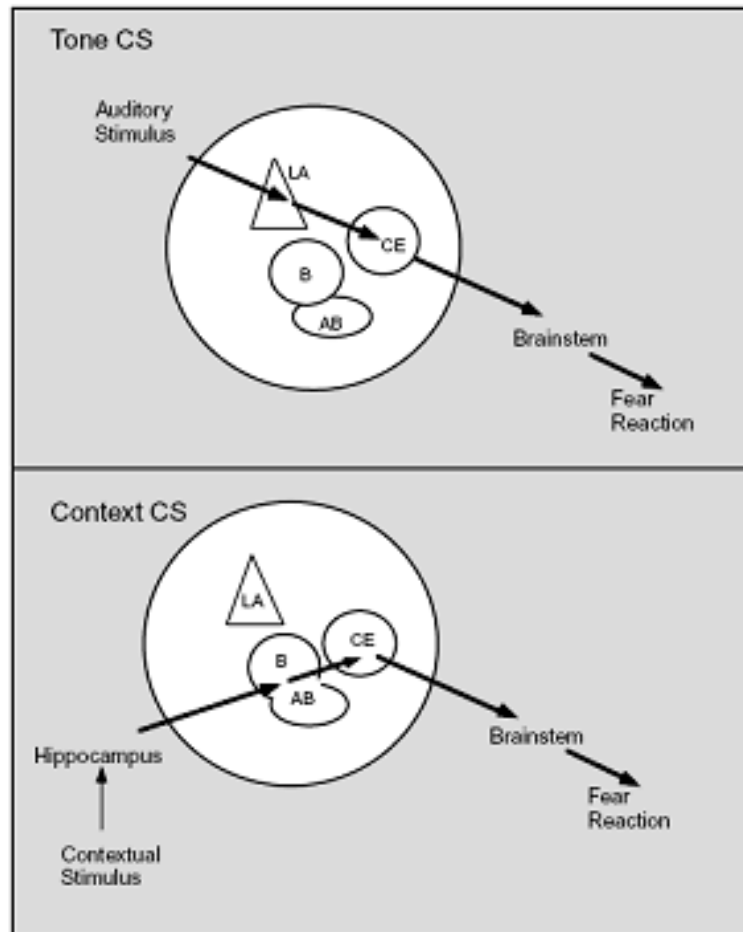 Tone CS
Auditory
Stimulus
LA
CE
B
AB
Brainstem
Fear
Reaction
Context CS
LA
CE
B
AB
Hippocampus
Brainstem
Fear
Reaction
Contextual
Stimulus